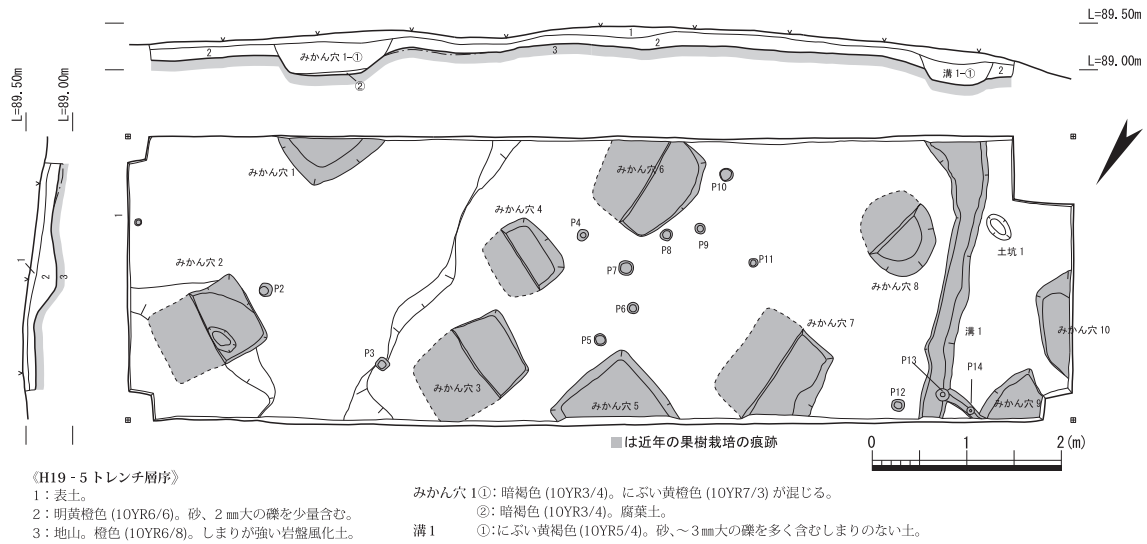 L=89.50m
L=89.00m
1
2
3
2
みかん穴 1-①
②
溝 1-①
2
L=89.50m
L=89.00m
1
2
3
1
みかん穴 1
みかん穴 2
みかん穴 3
みかん穴 4
みかん穴 5
みかん穴 6
みかん穴 7
みかん穴 8
みかん穴 9
みかん穴 10
土坑 1
溝 1
P2
P3
P4
P5
P6
P7
P8
P9
P10
P11
P12
P13
P14
■は近年の果樹栽培の痕跡
0 1 2 (m)
《H19 - 5 トレンチ層序》
1：表土。
2：明黄橙色 (10YR6/6)。砂、2 ㎜大の礫を少量含む。
3：地山。橙色 (10YR6/8)。しまりが強い岩盤風化土。
みかん穴 1①：暗褐色 (10YR3/4)。にぶい黄橙色 (10YR7/3) が混じる。
②：暗褐色 (10YR3/4)。腐葉土。
溝 1 ①：にぶい黄褐色 (10YR5/4)。砂、～3 ㎜大の礫を多く含むしまりのない土。